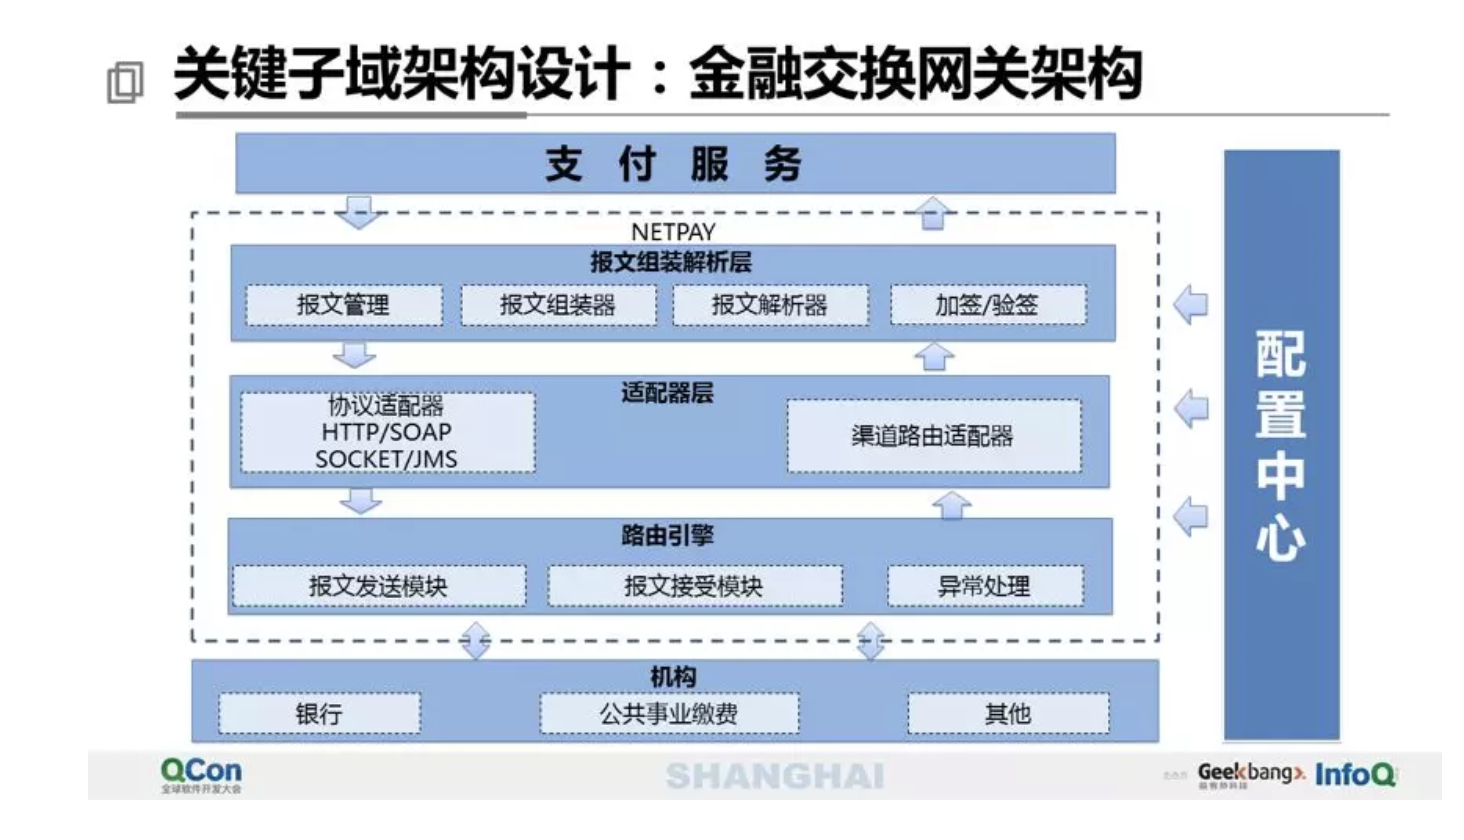 关键子域架构设计：金融交换网关架构
支付服务
NETPAY
报文组装解析层
报文管理
报文组装器
报文解析器
加签/验签
适配器层
协议适配器
HTTP/SOAP
SOCKET/JMS
渠道路由适配器
路由引擎
报文发送模块
报文接受模块
异常处理
机构
银行
公共事业缴费
其他
配置中心
QCon
全球软件开发大会
SHANGHAI
Geekbang>.
极客邦科技
InfoQ